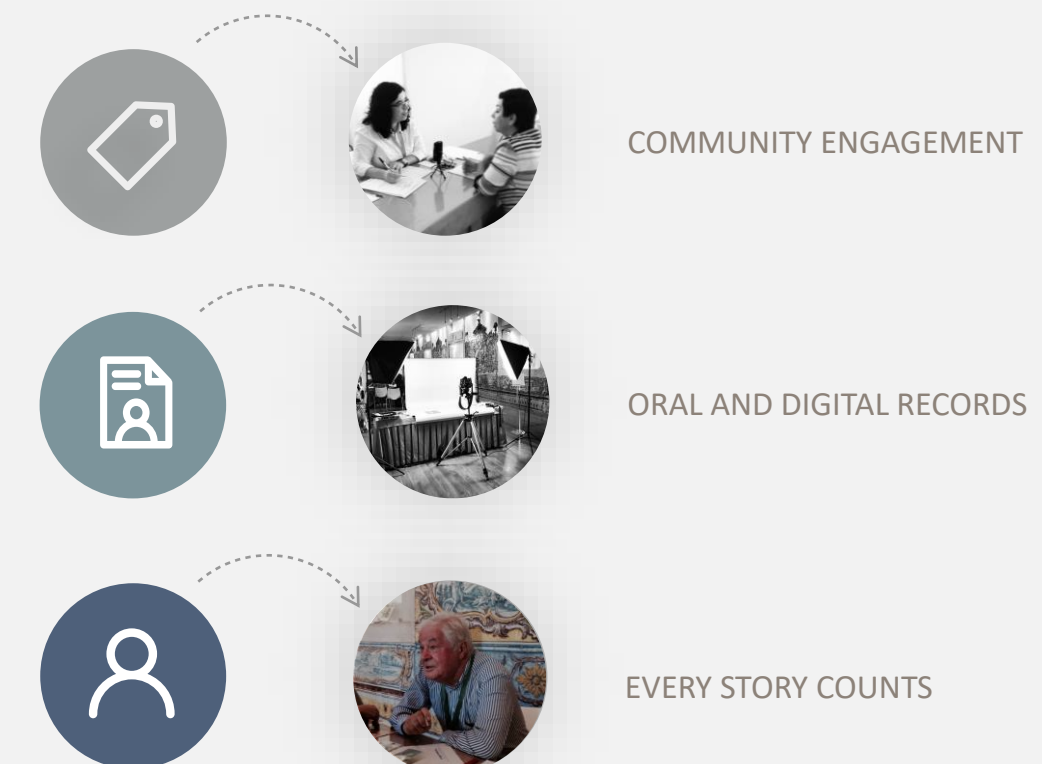 COMMUNITY ENGAGEMENT
ORAL AND DIGITAL RECORDS
EVERY STORY COUNTS